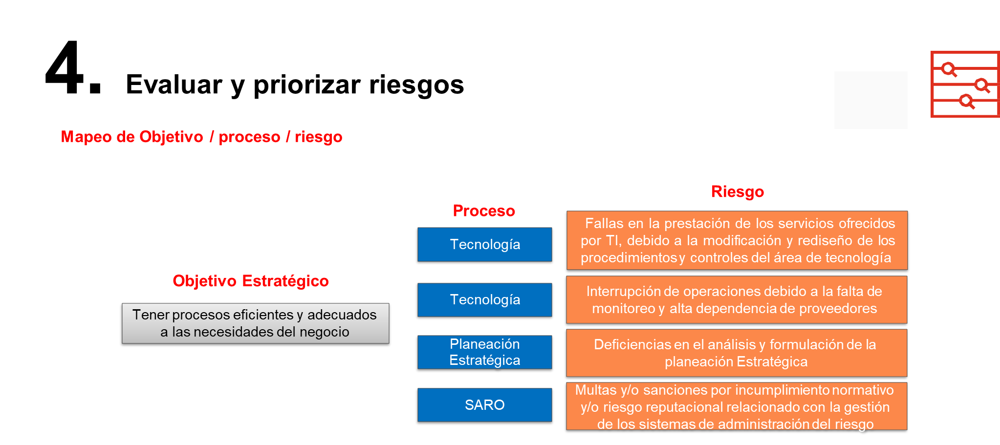 4. Evaluar y priorizar riesgos
Mapeo de Objetivo / proceso / riesgo
Objetivo Estratégico
Tener procesos eficientes y adecuados
a las necesidades del negocio
Proceso
Tecnología
Tecnología
Planeación
Estratégica
SARO
Riesgo
Fallas en la prestación de los servicios ofrecidos
por TI, debido a la modificación y rediseño de los
procedimientos y controles del área de tecnología
Interrupción de operaciones debido a la falta de
monitoreo y alta dependencia de proveedores
Deficiencias en el análisis y formulación de la
planeación Estratégica
Multas y/o sanciones por incumplimiento normativo
y/o riesgo reputacional relacionado con la gestión
de los sistemas de administración del riesgo